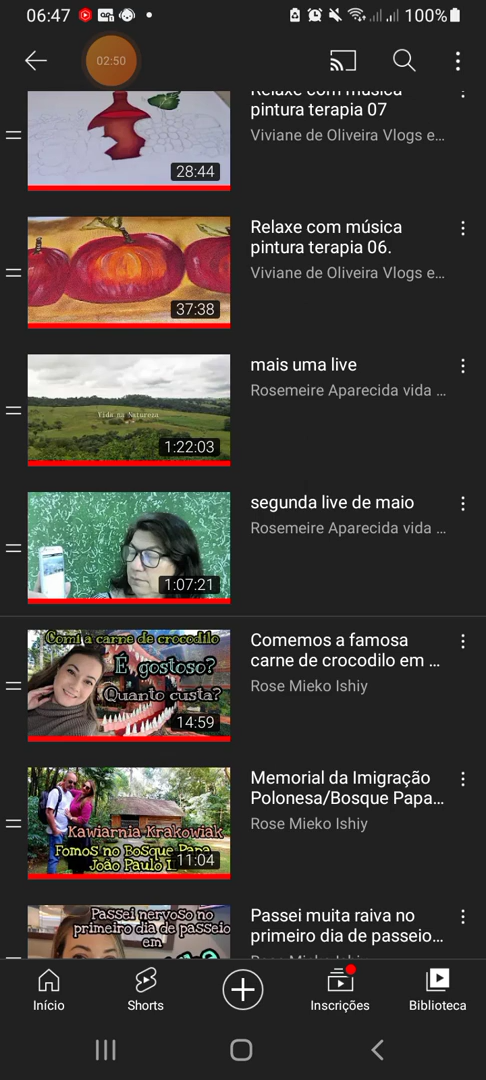 06:47
100%
02:50
Relaxe com música
pintura terapia 07
Viviane de Oliveira Vlogs e...
28:44
Relaxe com música
pintura terapia 06.
Viviane de Oliveira Vlogs e...
37:38
mais uma live
Rosemeire Aparecida vida ...
Vida na Natureza
1:22:03
segunda live de maio
Rosemeire Aparecida vida ...
1:07:21
Comi a carne de crocodilo
É, gostoso?
Quanto custa?
14:59
Comemos a famosa
carne de crocodilo em ...
Rose Mieko Ishiy
Memorial da Imigração
Polonesa/Bosque Papa...
Rose Mieko Ishiy
Kawiarnia Krakowiak
Fomos no Bosque Papa
João Paulo I
11:04
Passei nervoso no
primeiro dia de passeio
em
Passei muita raiva no
primeiro dia de passeio...
Rose Mieko Ishiy
Início
Shorts
Inscrições
Biblioteca